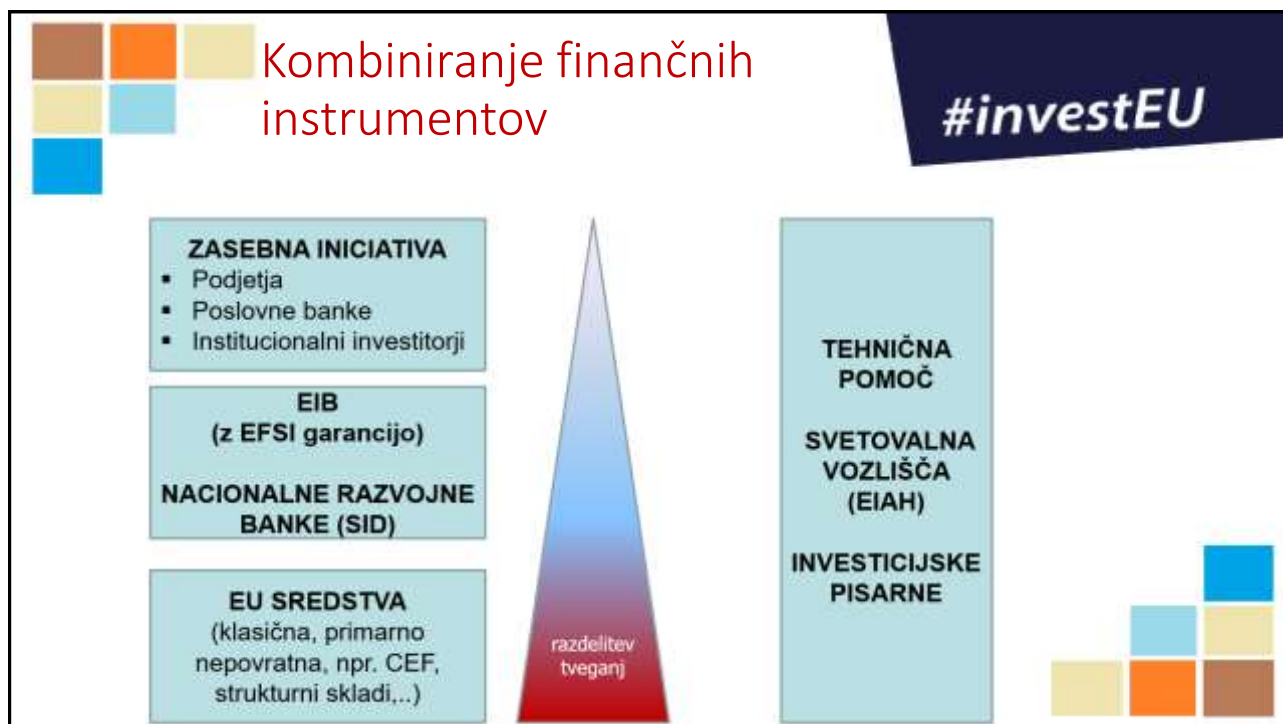 Kombiniranje finančnih
instrumentov
#investEU
ZASEBNA INICIATIVA
▪ Podjetja
▪ Poslovne banke
▪ Institucionalni investitorji
EIB
(z EFSI garancijo)
NACIONALNE RAZVOJNE
BANKE (SID)
EU SREDSTVA
(klasična, primarno
nepovratna, npr. CEF,
strukturni skladi,..)
razdelitev
tveganj
TEHNIČNA
POMOČ
SVETOVALNA
VOZLIŠČA
(EIAH)
INVESTICIJSKE
PISARNE